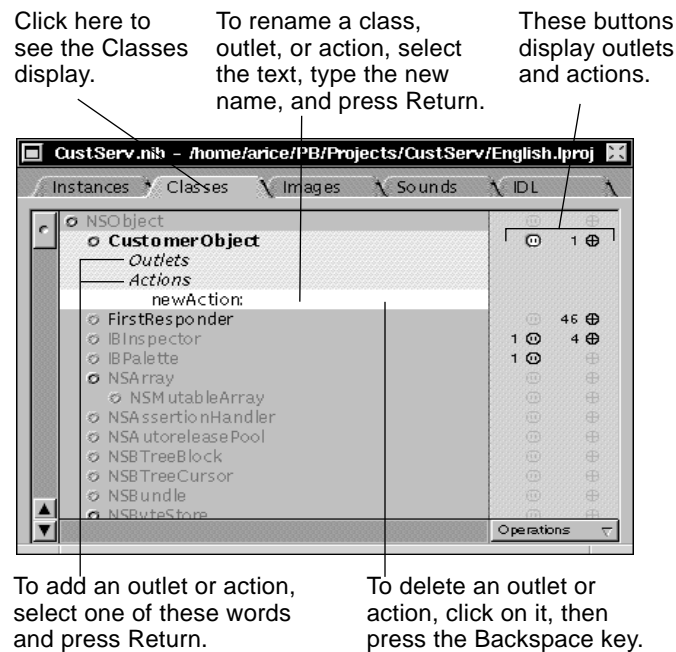 Click here to
see the Classes
display.
To rename a class,
outlet, or action, select
the text, type the new
name, and press Return.
These buttons
display outlets
and actions.
CustServ.nib – /home/arice/PB/Projects/CustServ/English.lproj
Instances Classes Images Sounds IDL
NSObject
CustomerObject 1
Outlets
Actions
newAction:
FirstResponder 46
IBInspector 1 4
IBPalette 1
NSArray
NSMutableArray
NSAssertionHandler
NSAutoreleasePool
NSBTreeBlock
NSBTreeCursor
NSBundle
NSByteStore
Operations
To add an outlet or action,
select one of these words
and press Return.
To delete an outlet or
action, click on it, then
press the Backspace key.